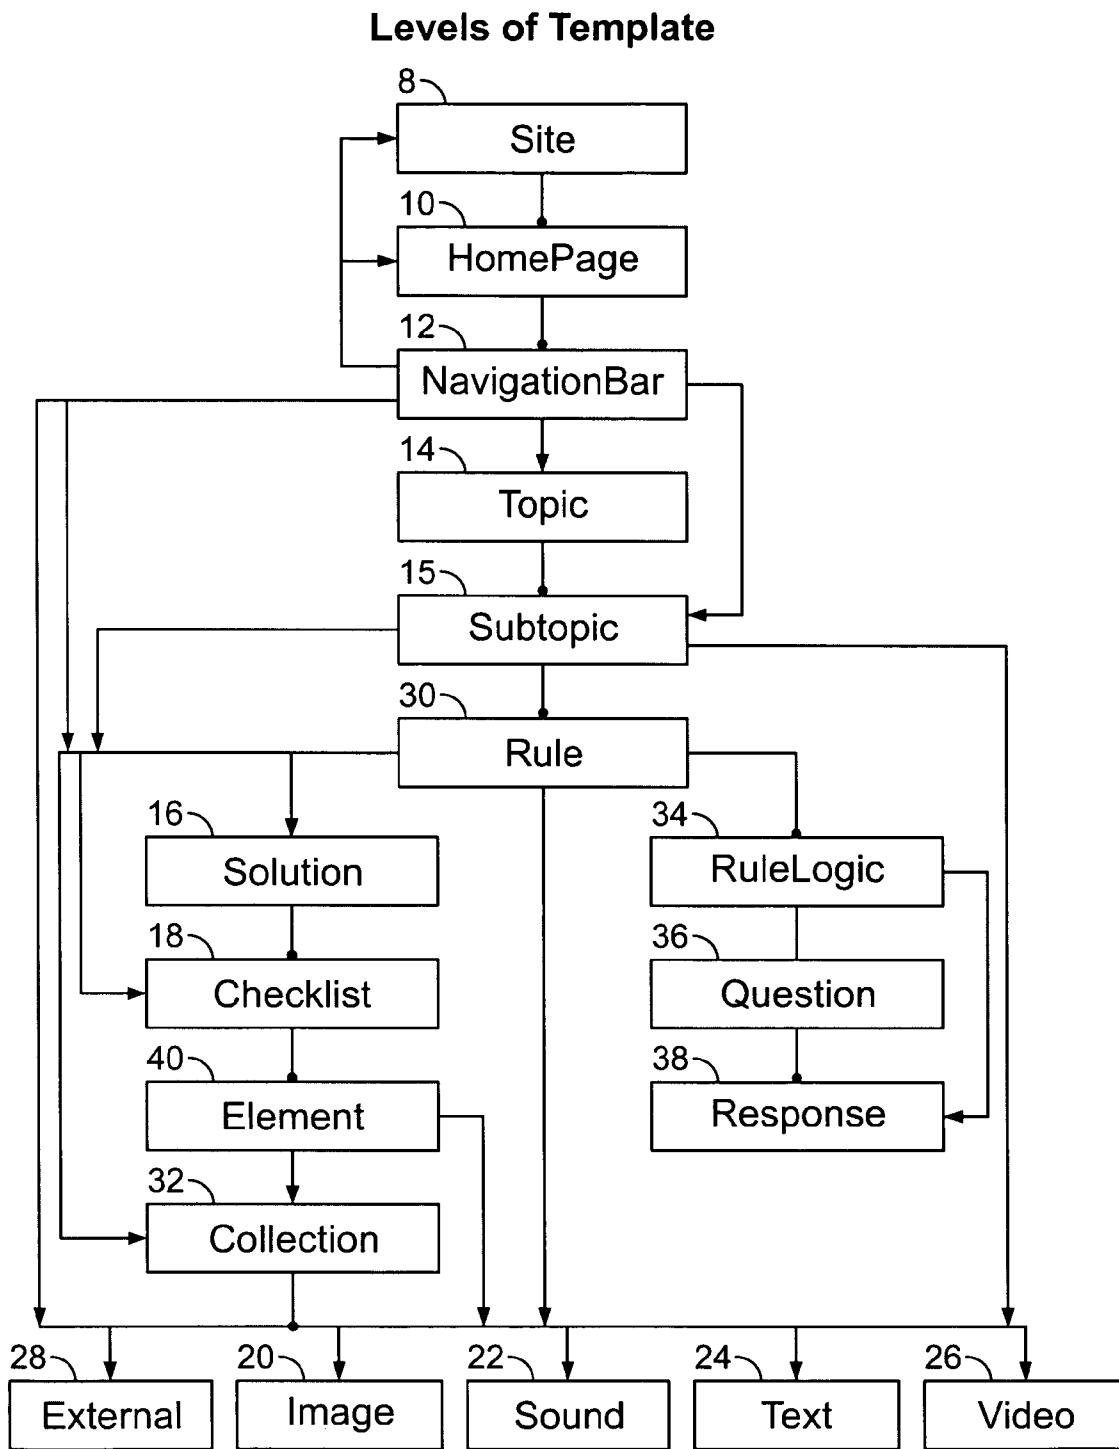 Levels of Template
8
Site
10
HomePage
12
NavigationBar
14
Topic
15
Subtopic
30
Rule
16
Solution
34
RuleLogic
18
Checklist
36
Question
40
Element
38
Response
32
Collection
28
External
20
Image
22
Sound
24
Text
26
Video